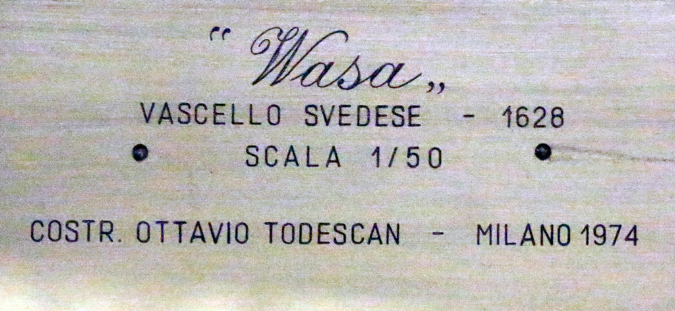 “Wasa„
VASCELLO SVEDESE - 1628
SCALA 1/50
COSTR. OTTAVIO TODESCAN - MILANO 1974